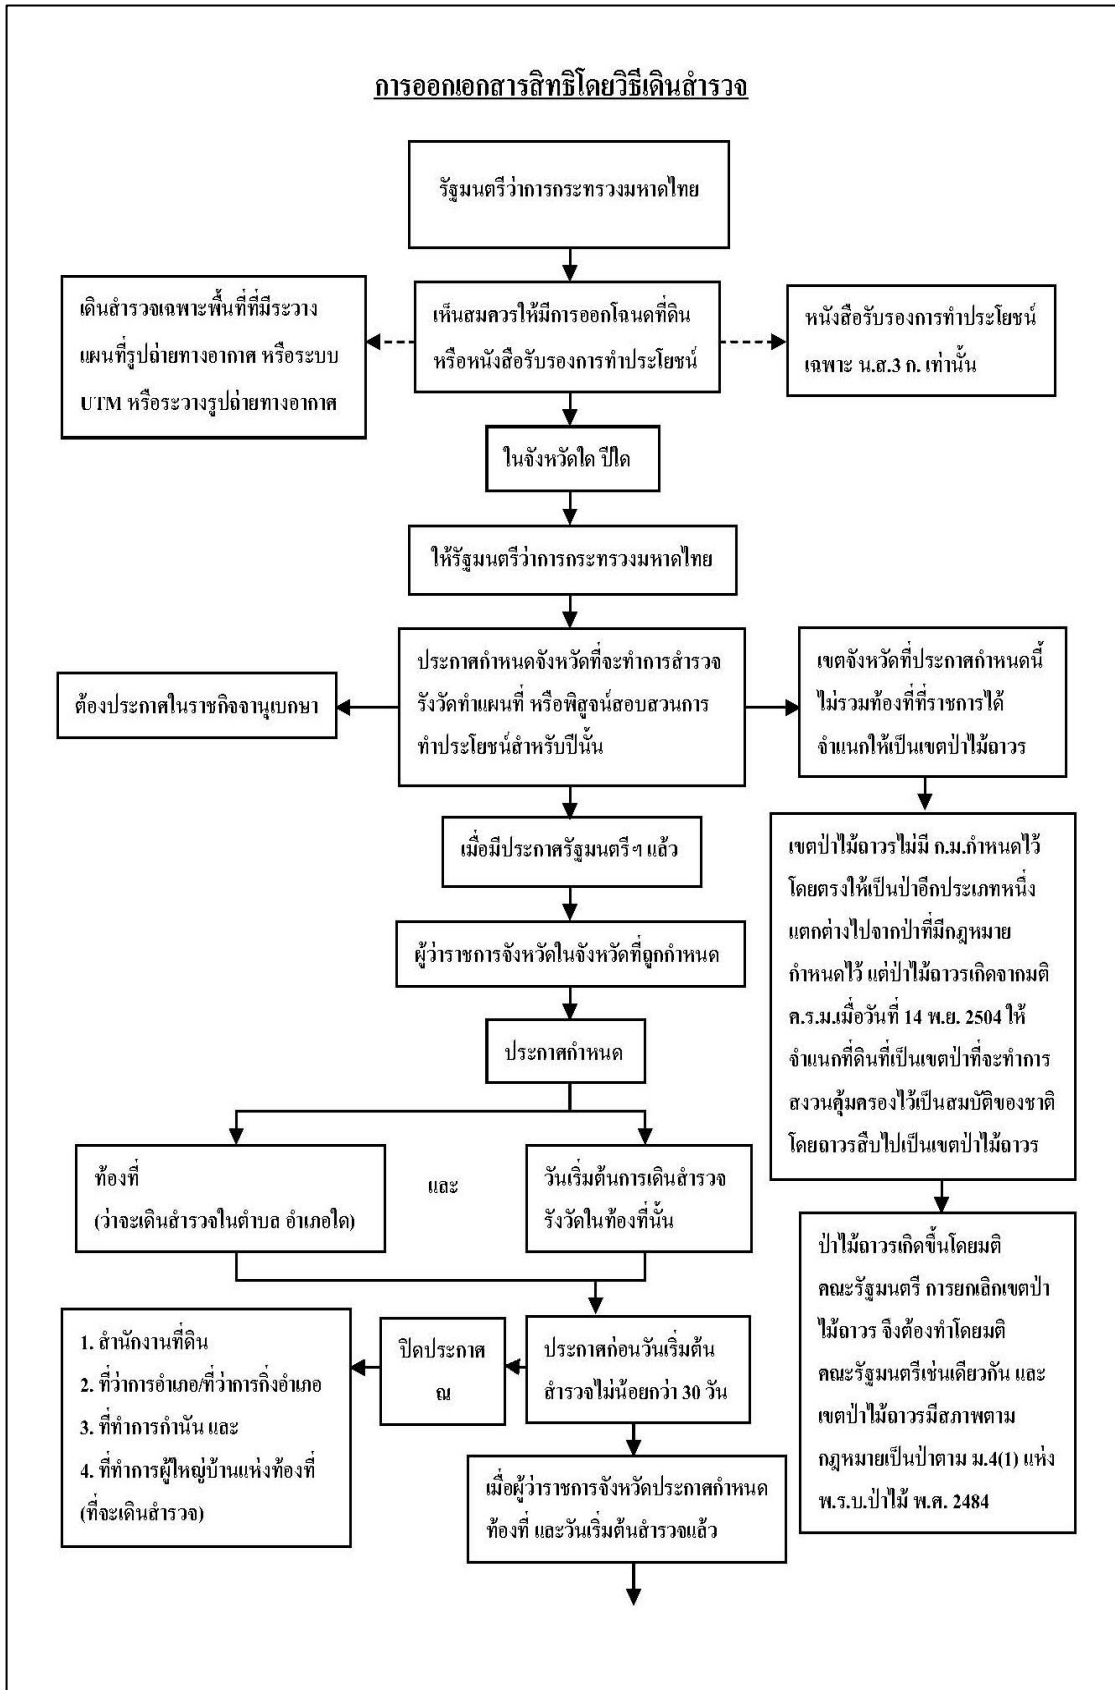 การออกเอกสารสิทธิโดยวิธีเดินสำรวจ
รัฐมนตรีว่าการกระทรวงมหาดไทย
เดินสำรวจเฉพาะพื้นที่ที่มีระวาง
แผนที่รูปถ่ายทางอากาศ หรือระบบ
UTM หรือระวางรูปถ่ายทางอากาศ
เห็นสมควรให้มีการออกโฉนดที่ดิน
หรือหนังสือรับรองการทำประโยชน์
หนังสือรับรองการทำประโยชน์
เฉพาะ น.ส.3 ก. เท่านั้น
ในจังหวัดใด ปีใด
ให้รัฐมนตรีว่าการกระทรวงมหาดไทย
ต้องประกาศในราชกิจจานุเบกษา
ประกาศกำหนดจังหวัดที่จะทำการสำรวจ
รังวัดทำแผนที่ หรือพิสูจน์สอบสวนการ
ทำประโยชน์สำหรับปีนั้น
เขตจังหวัดที่ประกาศกำหนดนี้
ไม่รวมท้องที่ที่ราชการได้
จำแนกให้เป็นเขตป่าไม้ถาวร
เมื่อมีประกาศรัฐมนตรีฯ แล้ว
ผู้ว่าราชการจังหวัดในจังหวัดที่ถูกกำหนด
ประกาศกำหนด
เขตป่าไม้ถาวรไม่มี ก.ม.กำหนดไว้
โดยตรงให้เป็นป่าอีกประเภทหนึ่ง
แตกต่างไปจากป่าที่มีกฎหมาย
กำหนดไว้ แต่ป่าไม้ถาวรเกิดจากมติ
ค.ร.ม.เมื่อวันที่ 14 พ.ย. 2504 ให้
จำแนกที่ดินที่เป็นเขตป่าที่จะทำการ
สงวนคุ้มครองไว้เป็นสมบัติของชาติ
โดยถาวรสืบไปเป็นเขตป่าไม้ถาวร
ท้องที่
(ว่าจะเดินสำรวจในตำบล อำเภอใด)
และ
วันเริ่มต้นการเดินสำรวจ
รังวัดในท้องที่นั้น
ป่าไม้ถาวรเกิดขึ้นโดยมติ
คณะรัฐมนตรี การยกเลิกเขตป่า
ไม้ถาวร จึงต้องทำโดยมติ
คณะรัฐมนตรีเช่นเดียวกัน และ
เขตป่าไม้ถาวรมีสภาพตาม
กฎหมายเป็นป่าตาม ม.4(1) แห่ง
พ.ร.บ.ป่าไม้ พ.ศ. 2484
1. สำนักงานที่ดิน
2. ที่ว่าการอำเภอ/ที่ว่าการกิ่งอำเภอ
3. ที่ทำการกำนัน และ
4. ที่ทำการผู้ใหญ่บ้านแห่งท้องที่
(ที่จะเดินสำรวจ)
ปิดประกาศ
ณ
ประกาศก่อนวันเริ่มต้น
สำรวจไม่น้อยกว่า 30 วัน
เมื่อผู้ว่าราชการจังหวัดประกาศกำหนด
ท้องที่ และวันเริ่มต้นสำรวจแล้ว